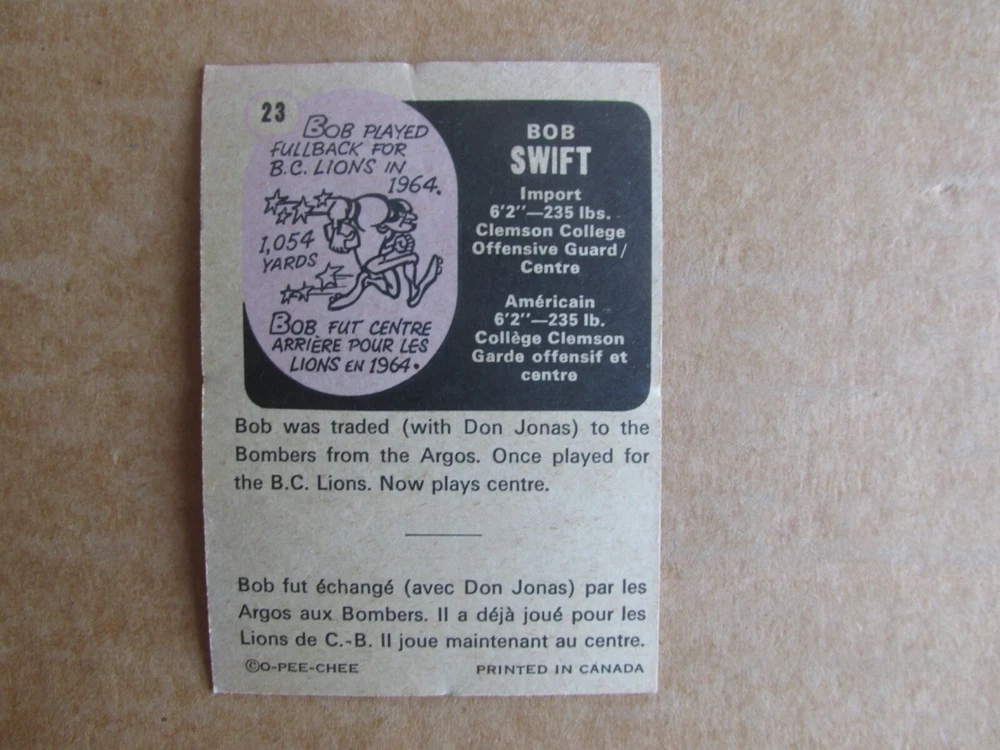 23
BOB PLAYED
FULLBACK FOR
B.C. LIONS IN
1964.
1,054
YARDS
BOB FUT CENTRE
ARRIÈRE POUR LES
LIONS EN 1964.
BOB
SWIFT
Import
6'2"—235 lbs.
Clemson College
Offensive Guard/
Centre
Américain
6'2"—235 lb.
Collège Clemson
Garde offensif et
centre
Bob was traded (with Don Jonas) to the
Bombers from the Argos. Once played for
the B.C. Lions. Now plays centre.
Bob fut échangé (avec Don Jonas) par les
Argos aux Bombers. Il a déjà joué pour les
Lions de C.-B. Il joue maintenant au centre.
©O-PEE-CHEE PRINTED IN CANADA